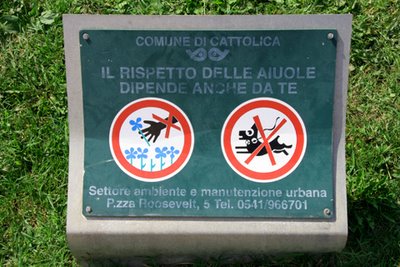 COMUNE DI CATTOLICA
IL RISPETTO DELLE AIUOLE
DIPENDE ANCHE DA TE
Settore ambiente e manutenzione urbana
P.zza Roosevelt, 5 Tel. 0541/966701